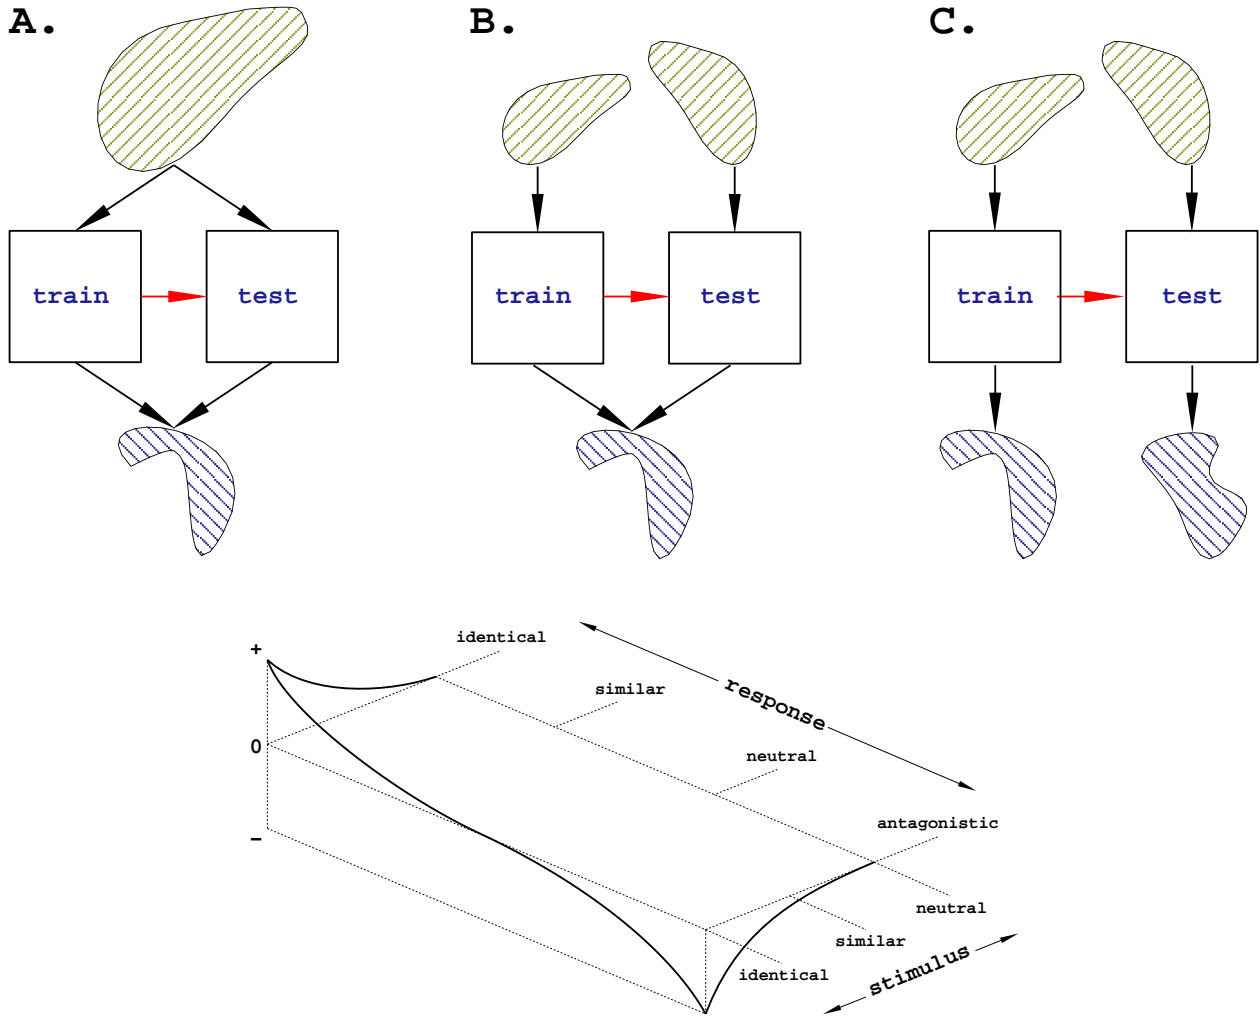 A. B. C.
train test train test train test
identical
+
similar
response
0
neutral
antagonistic
-
neutral
similar
stimulus
identical